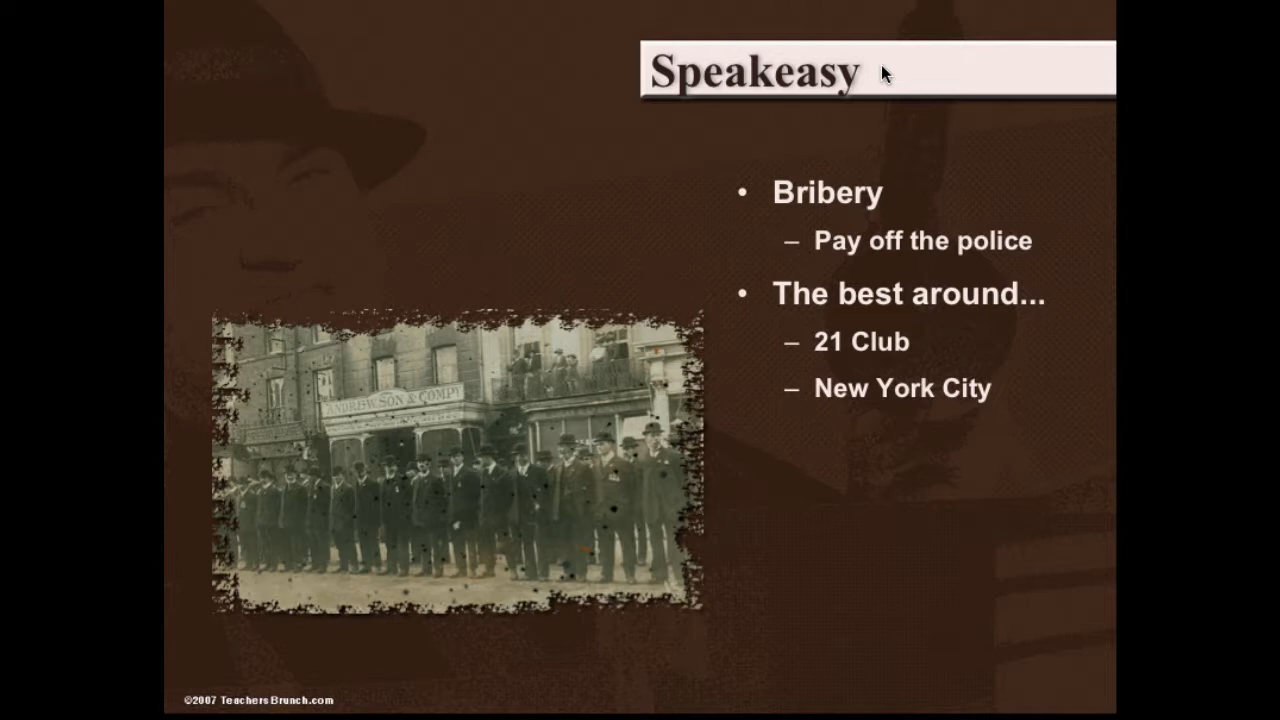 Speakeasy
• Bribery
– Pay off the police
• The best around...
– 21 Club
– New York City
ANDREW SON & COMPY
©2007 TeachersBrunch.com